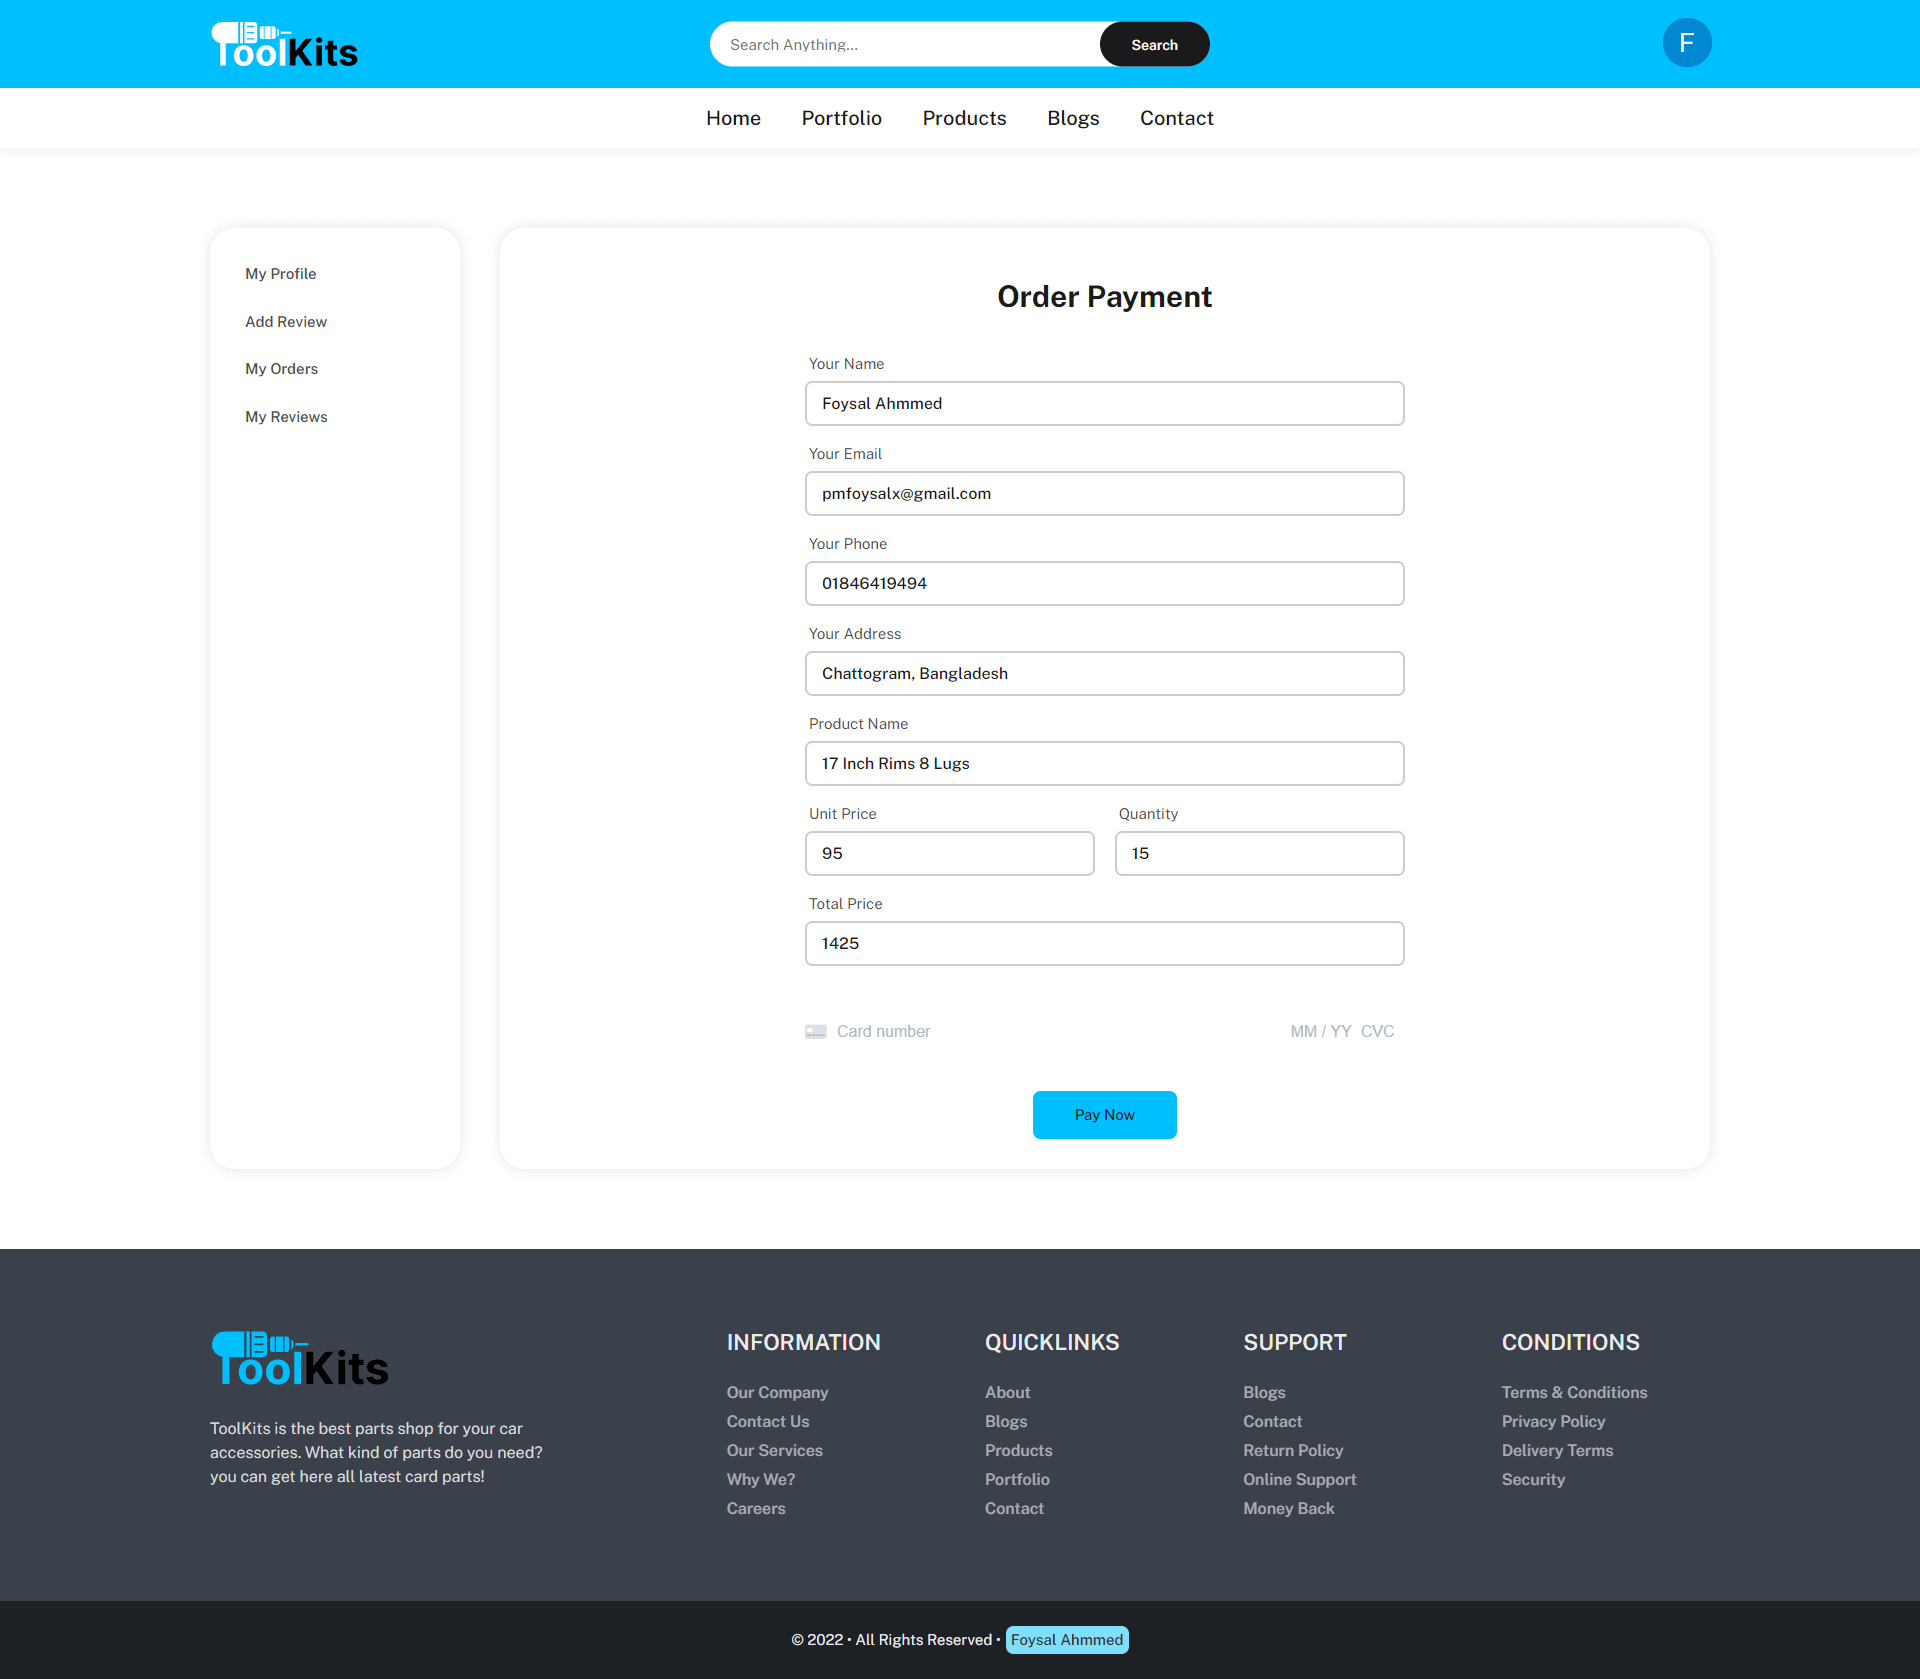 ToolKits
Search Anything...
Search
F
Home Portfolio Products Blogs Contact
My Profile
Add Review
My Orders
My Reviews
Order Payment
Your Name
Foysal Ahmmed
Your Email
pmfoysalx@gmail.com
Your Phone
01846419494
Your Address
Chattogram, Bangladesh
Product Name
17 Inch Rims 8 Lugs
Unit Price Quantity
95 15
Total Price
1425
Card number MM / YY CVC
Pay Now
ToolKits
ToolKits is the best parts shop for your car
accessories. What kind of parts do you need?
you can get here all latest card parts!
INFORMATION
Our Company
Contact Us
Our Services
Why We?
Careers
QUICKLINKS
About
Blogs
Products
Portfolio
Contact
SUPPORT
Blogs
Contact
Return Policy
Online Support
Money Back
CONDITIONS
Terms & Conditions
Privacy Policy
Delivery Terms
Security
© 2022 • All Rights Reserved • Foysal Ahmmed